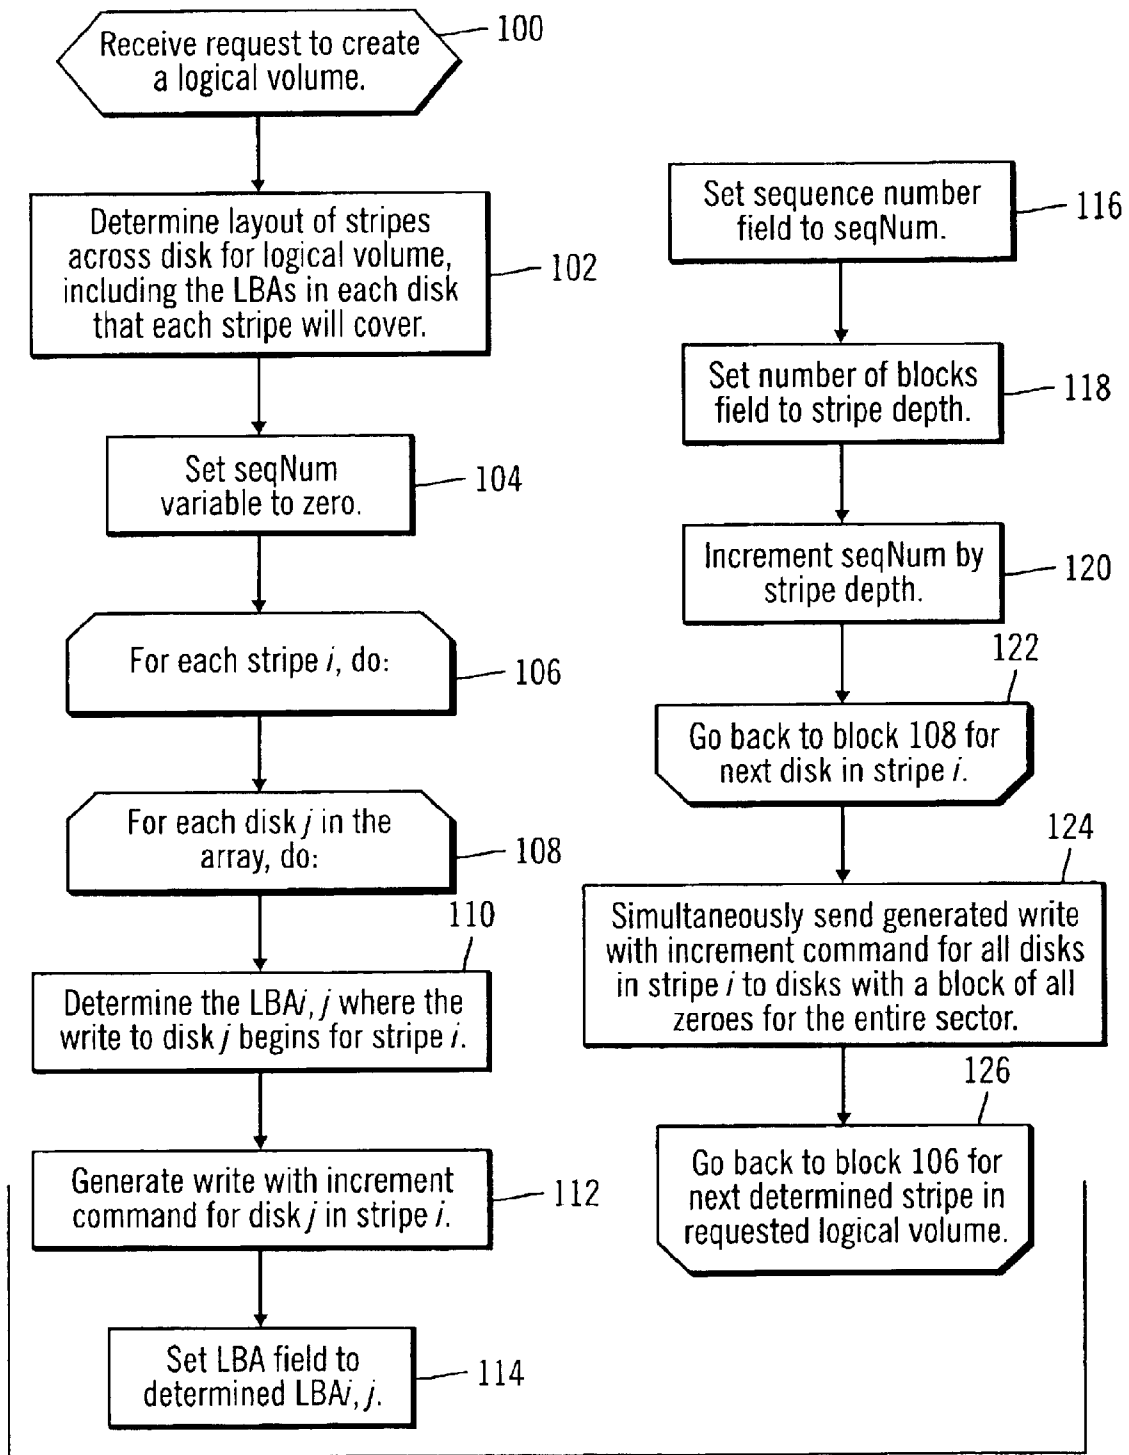 Receive request to create
a logical volume.
100
Determine layout of stripes
across disk for logical volume,
including the LBAs in each disk
that each stripe will cover.
102
Set seqNum
variable to zero.
104
For each stripe i, do:
106
For each disk j in the
array, do:
108
110
Determine the LBAi, j where the
write to disk j begins for stripe i.
Generate write with increment
command for disk j in stripe i.
112
Set LBA field to
determined LBAi, j.
114
Set sequence number
field to seqNum.
116
Set number of blocks
field to stripe depth.
118
Increment seqNum by
stripe depth.
120
122
Go back to block 108 for
next disk in stripe i.
124
Simultaneously send generated write
with increment command for all disks
in stripe i to disks with a block of all
zeroes for the entire sector.
126
Go back to block 106 for
next determined stripe in
requested logical volume.